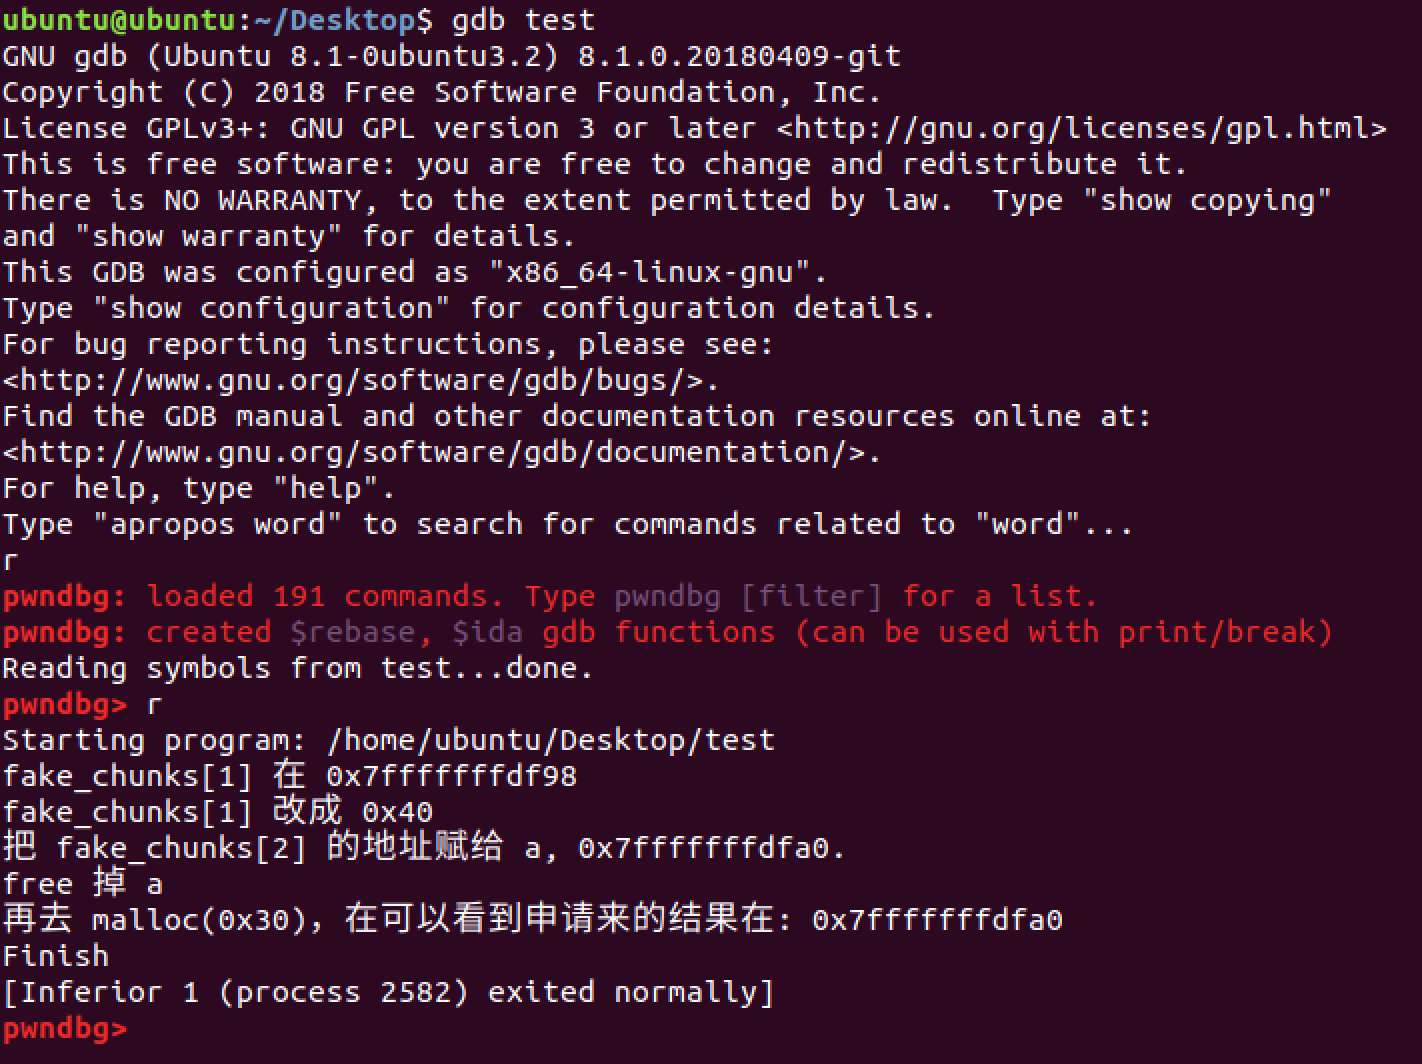 ubuntu@ubuntu:~/Desktop$ gdb test
GNU gdb (Ubuntu 8.1-0ubuntu3.2) 8.1.0.20180409-git
Copyright (C) 2018 Free Software Foundation, Inc.
License GPLv3+: GNU GPL version 3 or later <http://gnu.org/licenses/gpl.html>
This is free software: you are free to change and redistribute it.
There is NO WARRANTY, to the extent permitted by law.  Type "show copying"
and "show warranty" for details.
This GDB was configured as "x86_64-linux-gnu".
Type "show configuration" for configuration details.
For bug reporting instructions, please see:
<http://www.gnu.org/software/gdb/bugs/>.
Find the GDB manual and other documentation resources online at:
<http://www.gnu.org/software/gdb/documentation/>.
For help, type "help".
Type "apropos word" to search for commands related to "word"...
r
pwndbg: loaded 191 commands. Type pwndbg [filter] for a list.
pwndbg: created $rebase, $ida gdb functions (can be used with print/break)
Reading symbols from test...done.
pwndbg> r
Starting program: /home/ubuntu/Desktop/test
fake_chunks[1] 在 0x7fffffffdf98
fake_chunks[1] 改成 0x40
把 fake_chunks[2] 的地址赋给 a, 0x7fffffffdfa0.
free 掉 a
再去 malloc(0x30)，在可以看到申请来的结果在: 0x7fffffffdfa0
Finish
[Inferior 1 (process 2582) exited normally]
pwndbg>